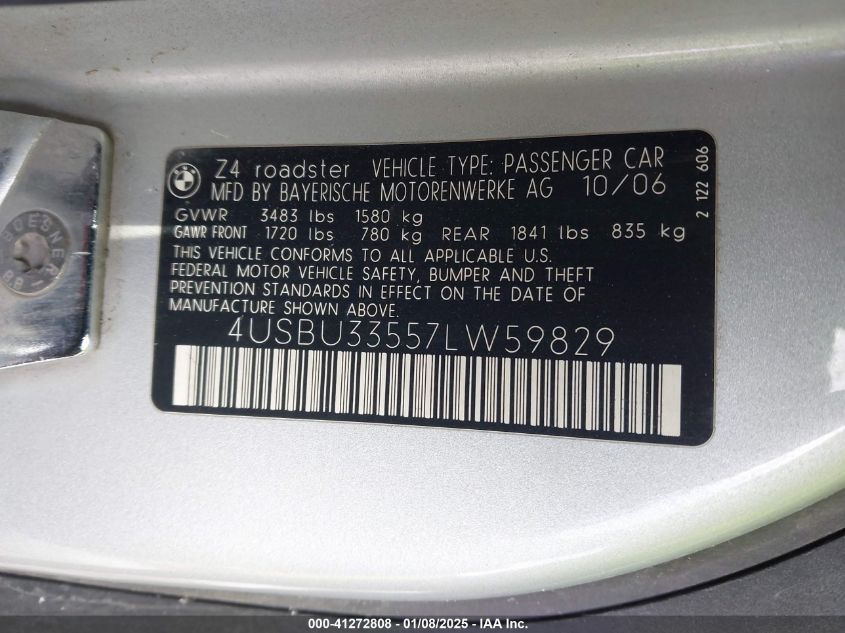 Z4 roadster VEHICLE TYPE: PASSENGER CAR
MFD BY BAYERISCHE MOTORENWERKE AG 10/06
GVWR 3483 lbs 1580 kg
GAWR FRONT 1720 lbs 780 kg REAR 1841 lbs 835 kg
THIS VEHICLE CONFORMS TO ALL APPLICABLE U.S.
FEDERAL MOTOR VEHICLE SAFETY, BUMPER AND THEFT
PREVENTION STANDARDS IN EFFECT ON THE DATE OF
MANUFACTURE SHOWN ABOVE.
4USBU33557LW59829
2 122 606
BOESNER
8.8
000-41272808 - 01/08/2025 - IAA Inc.